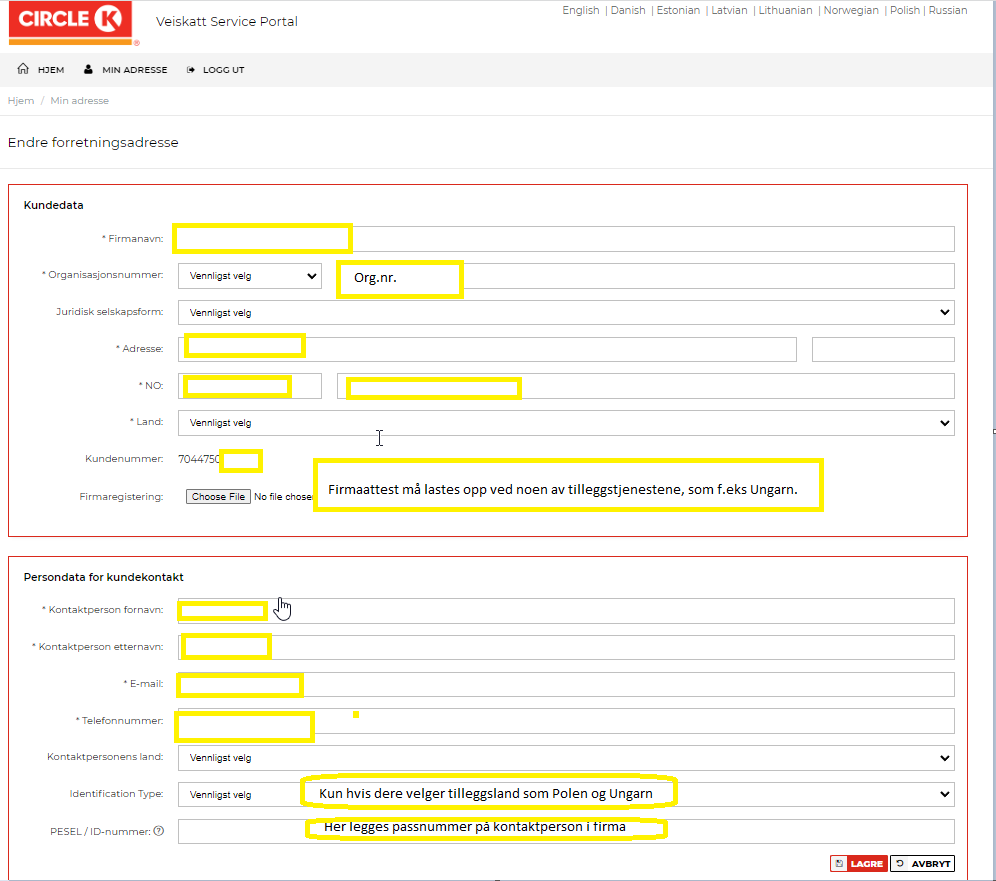 CIRCLE K
Veiskatt Service Portal
English | Danish | Estonian | Latvian | Lithuanian | Norwegian | Polish | Russian
HJEM MIN ADRESSE LOGG UT
Hjem / Min adresse
Endre forretningsadresse
Kundedata
* Firmanavn:
* Organisasjonsnummer: Vennligst velg Org.nr.
Juridisk selskapsform: Vennligst velg
* Adresse:
* NO:
* Land: Vennligst velg
Kundenummer: 7044750
Firmaattest må lastes opp ved noen av tilleggstjenestene, som f.eks Ungarn.
Firmaregistering: Choose File No file chosen
Persondata for kundekontakt
* Kontaktperson fornavn:
* Kontaktperson etternavn:
* E-mail:
* Telefonnummer:
Kontaktpersonens land: Vennligst velg
Identification Type: Vennligst velg Kun hvis dere velger tilleggsland som Polen og Ungarn
PESEL / ID-nummer: Her legges passnummer på kontaktperson i firma
LAGRE AVBRYT